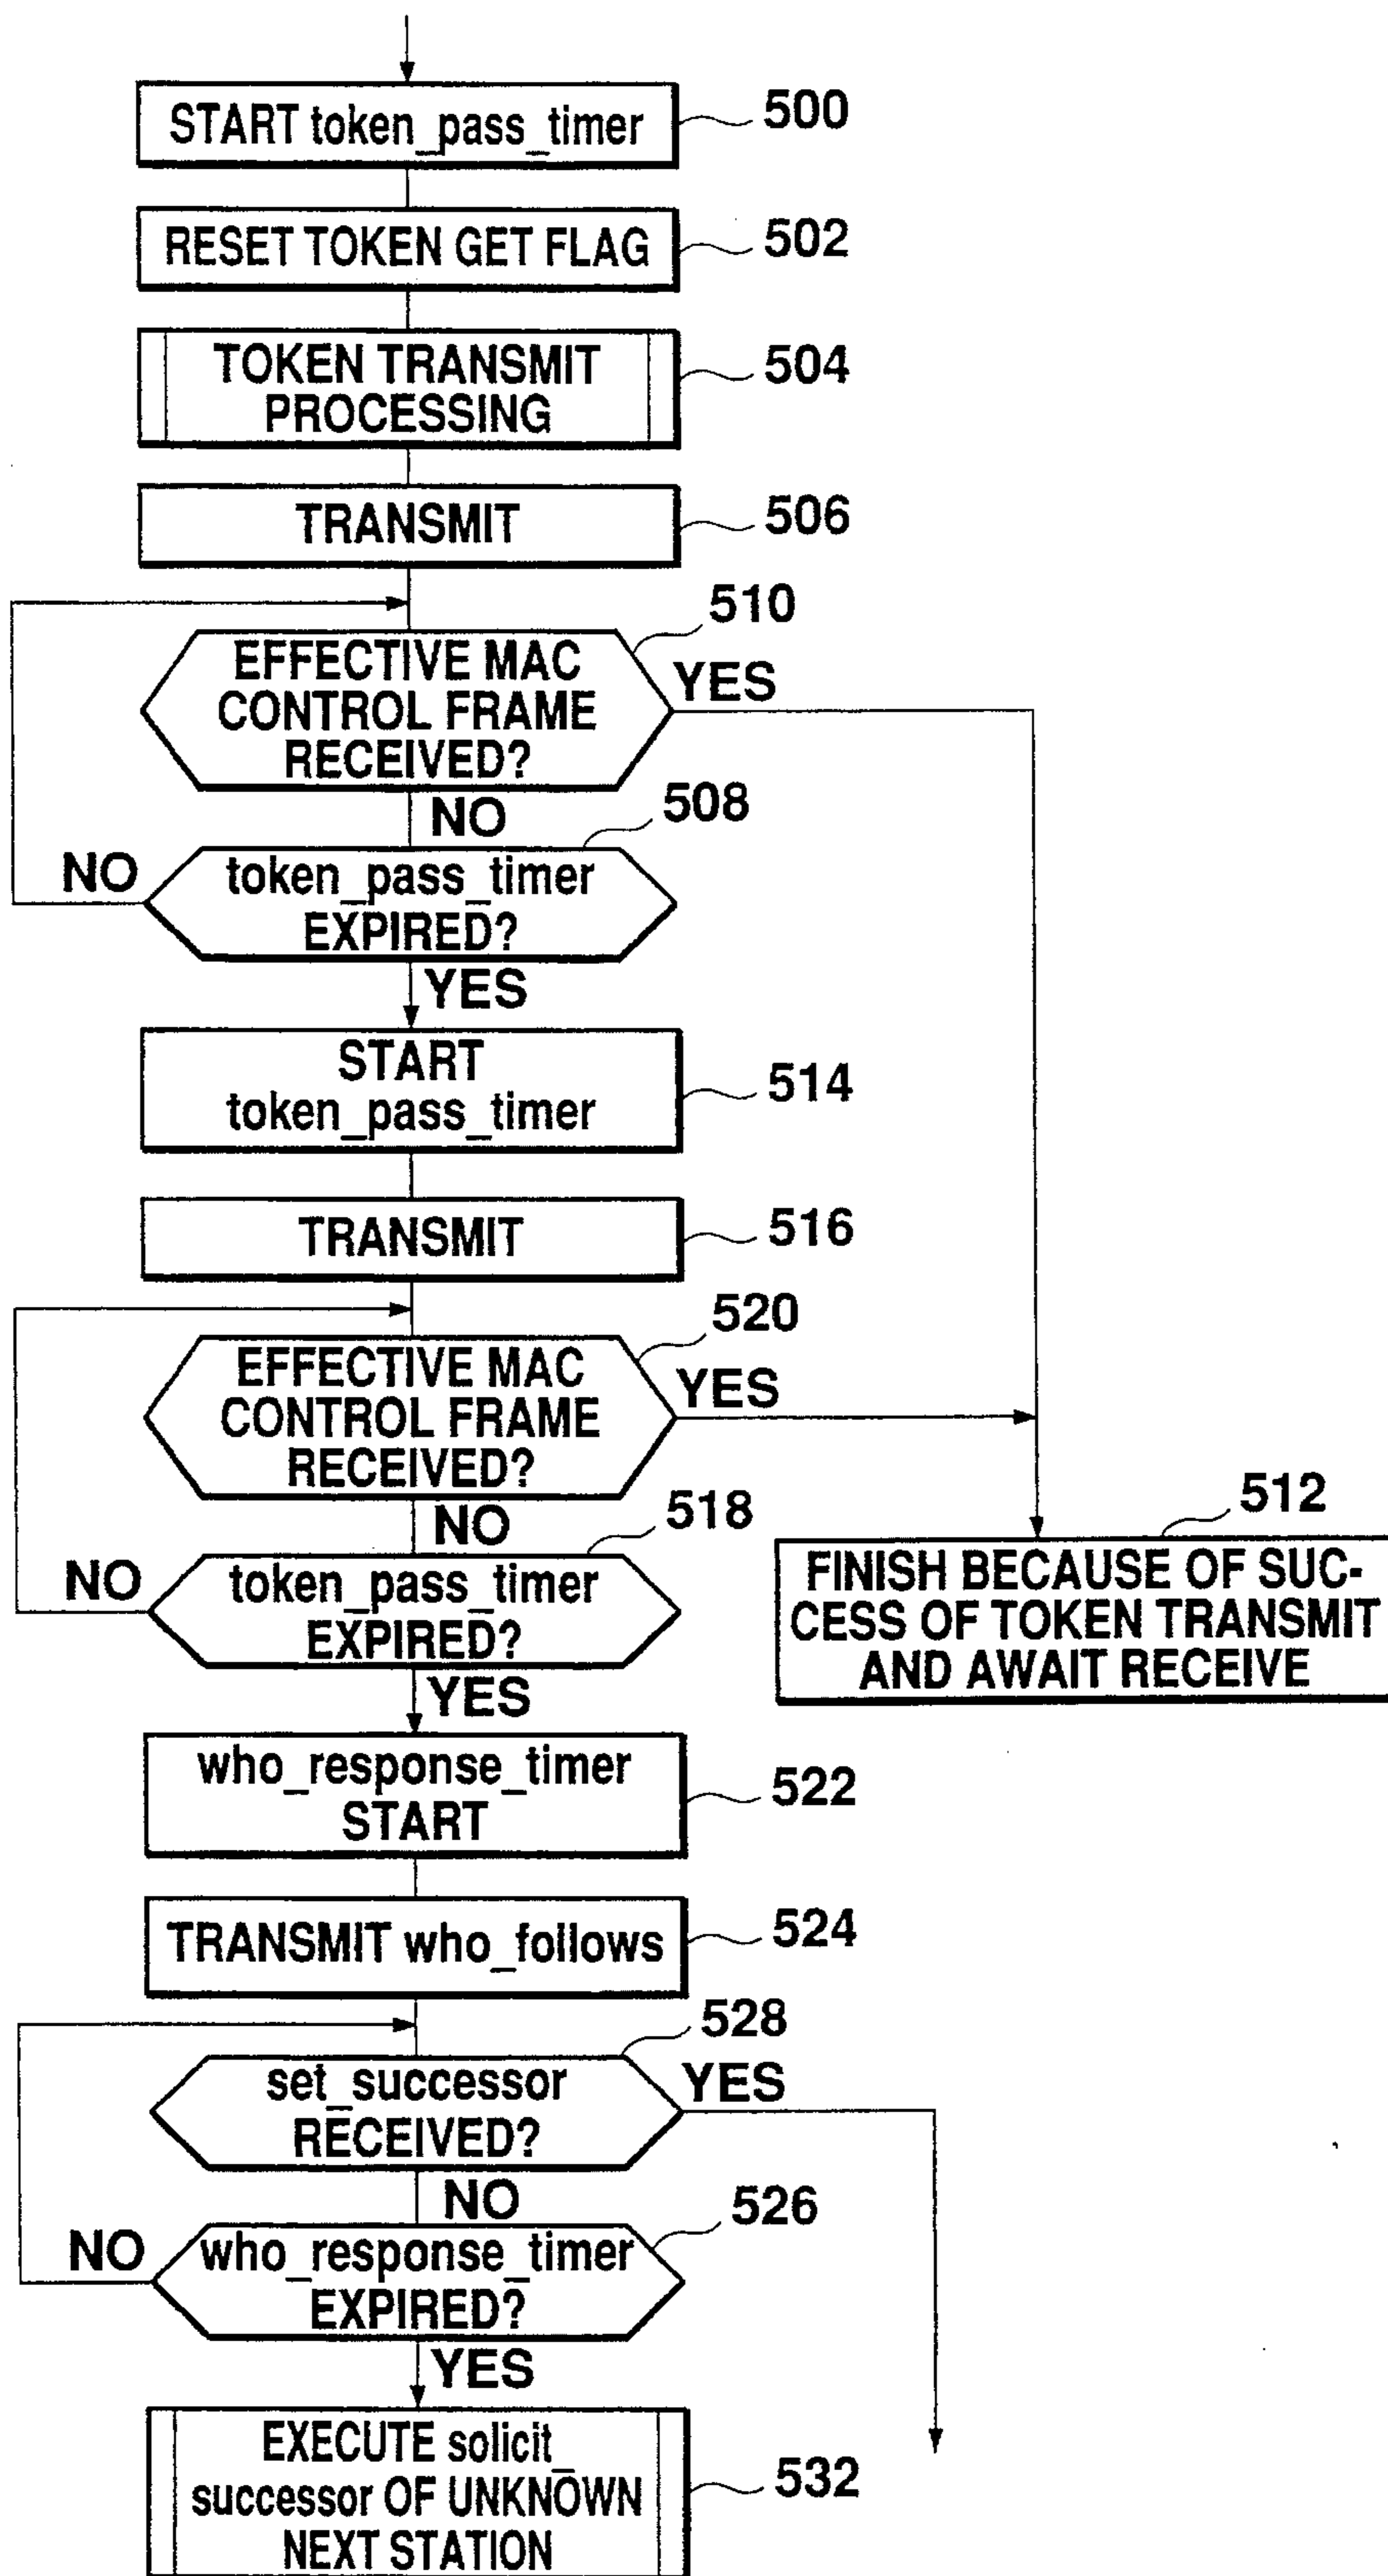 START token_pass_timer
500
RESET TOKEN GET FLAG
502
TOKEN TRANSMIT
PROCESSING
504
TRANSMIT
506
510
EFFECTIVE MAC
CONTROL FRAME
RECEIVED?
YES
NO
508
NO
token_pass_timer
EXPIRED?
YES
START
token_pass_timer
514
TRANSMIT
516
520
EFFECTIVE MAC
CONTROL FRAME
RECEIVED?
YES
NO
518
NO
token_pass_timer
EXPIRED?
YES
512
FINISH BECAUSE OF SUC-
CESS OF TOKEN TRANSMIT
AND AWAIT RECEIVE
who_response_timer
START
522
TRANSMIT who_follows
524
528
set_successor
RECEIVED?
YES
NO
526
NO
who_response_timer
EXPIRED?
YES
EXECUTE solicit_
successor OF UNKNOWN
NEXT STATION
532